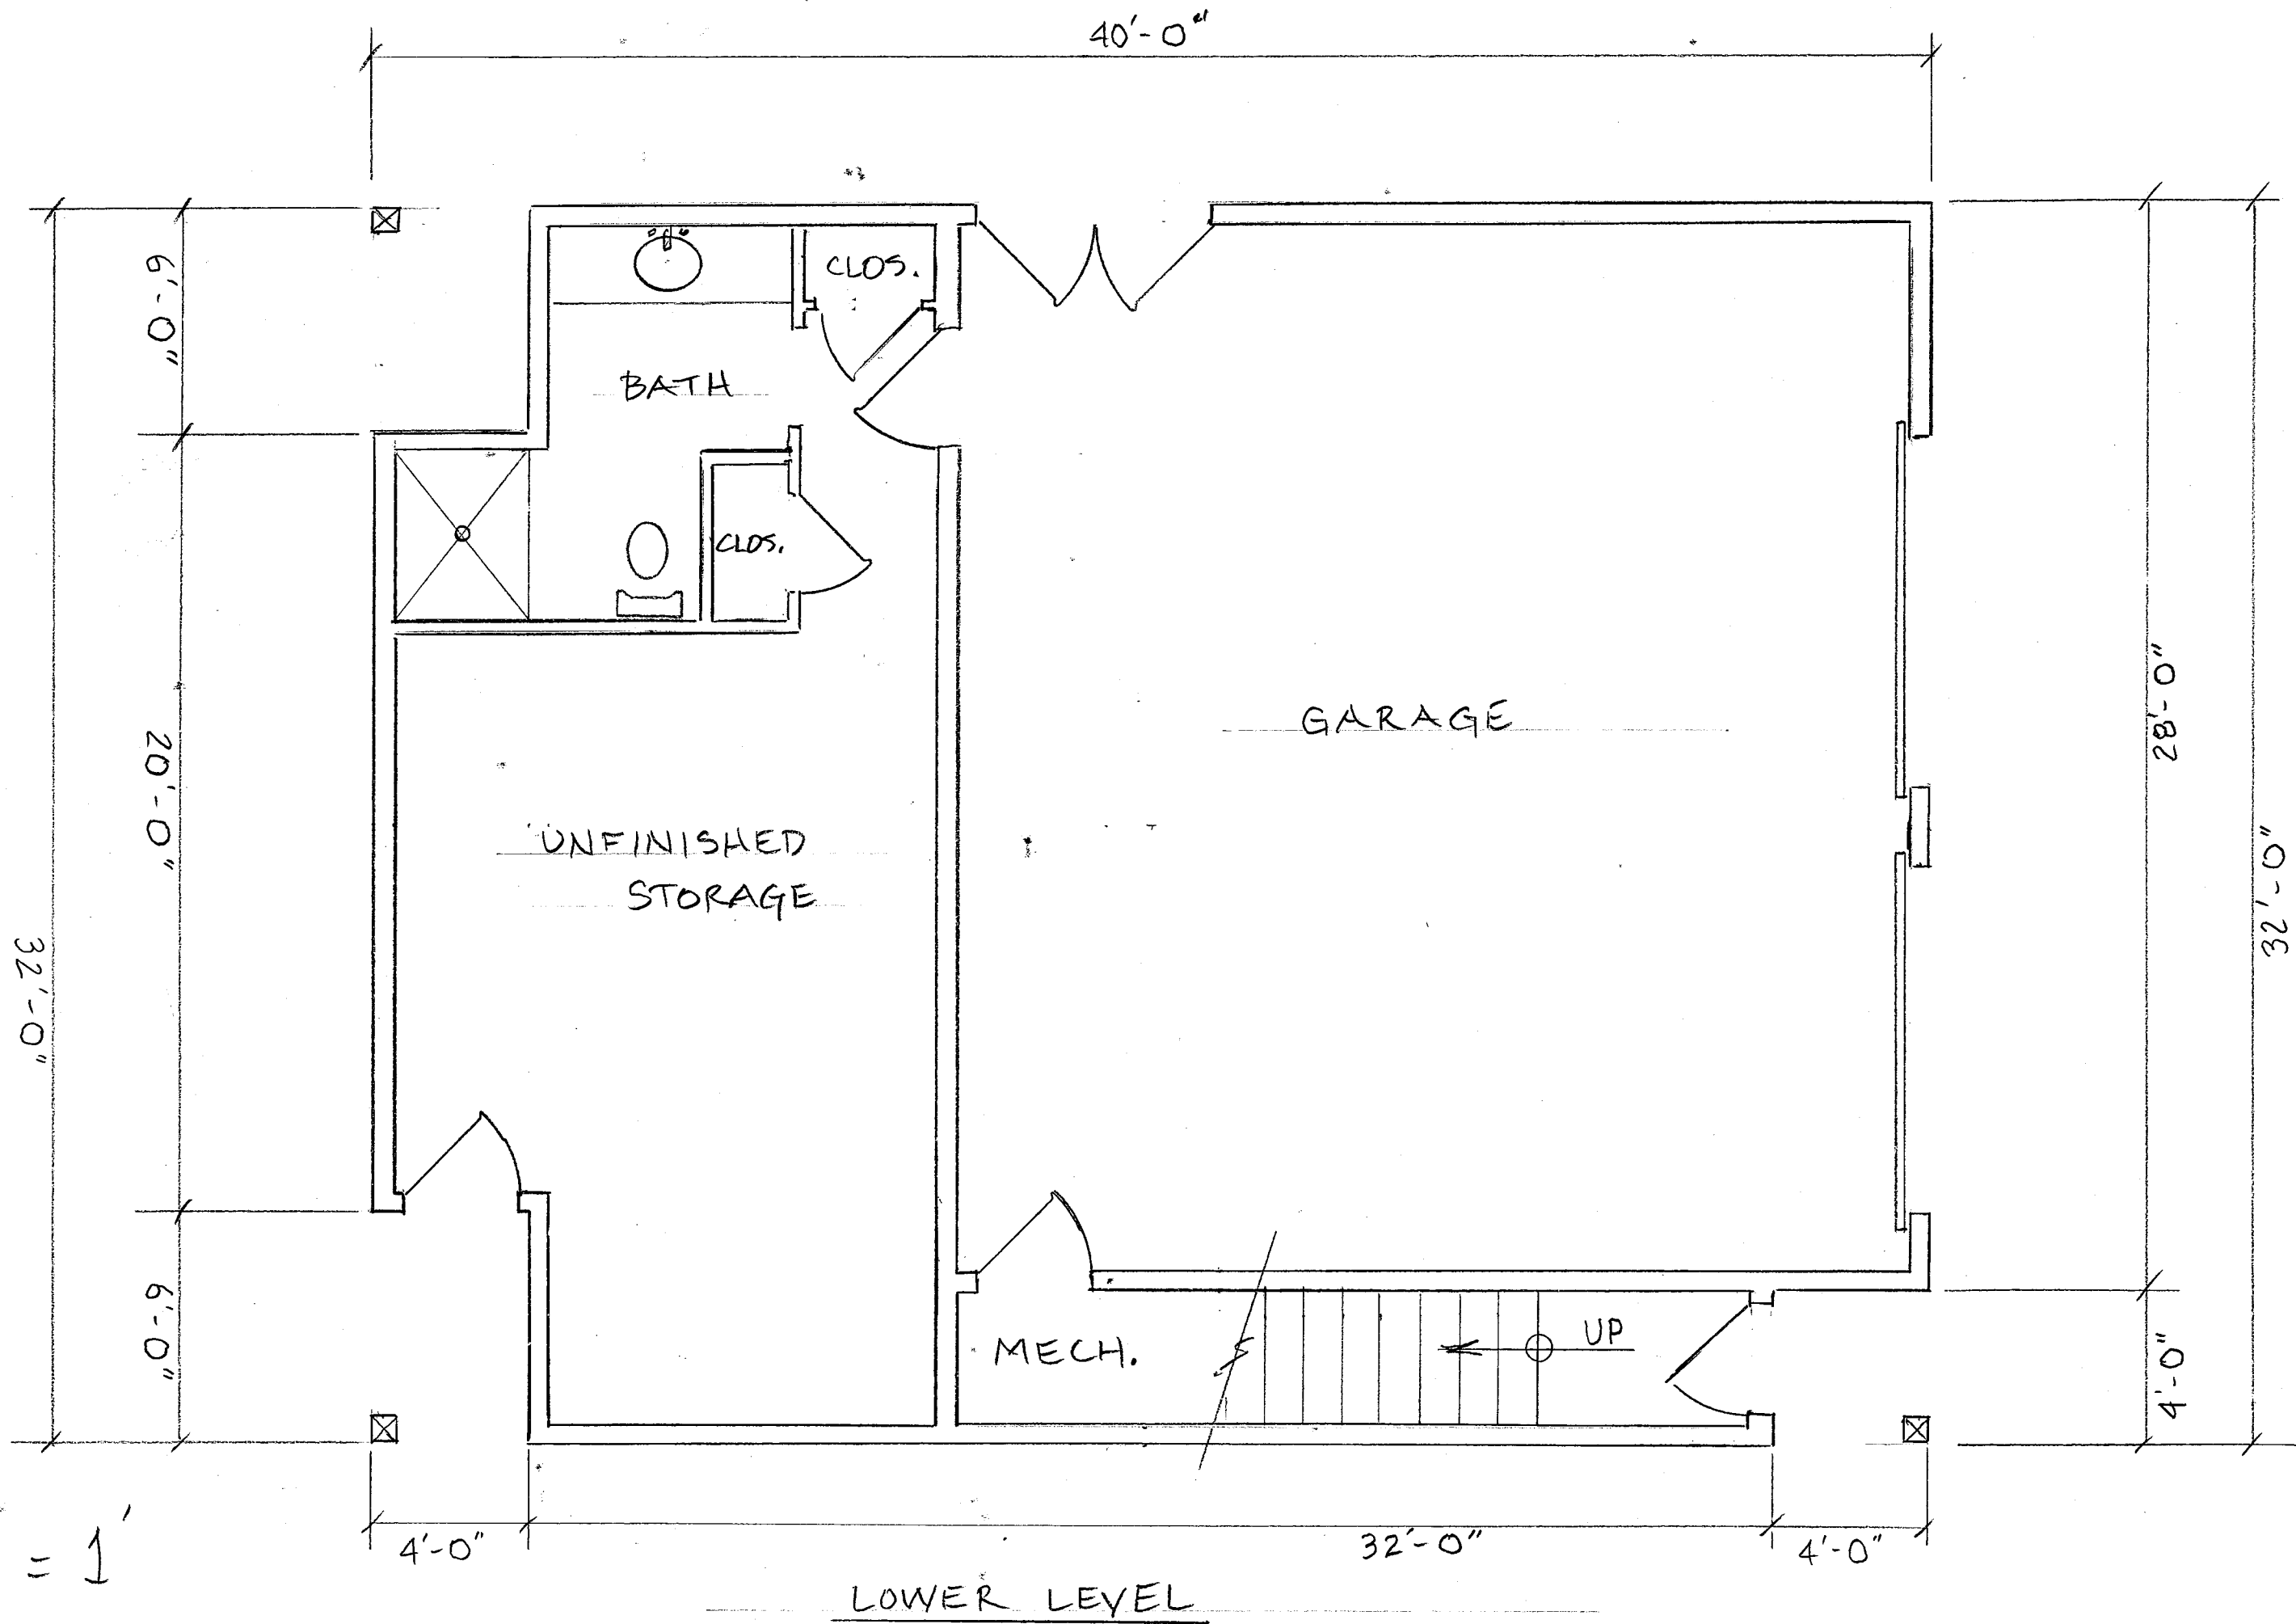 40'-0"
CLOS.
6'-0"
BATH
CLOS.
GARAGE
28'-0"
20'-0"
UNFINISHED
STORAGE
32'-0"
32'-0"
6'-0"
MECH.
UP
4'-0"
4'-0"
32'-0"
4'-0"
= 1'
LOWER LEVEL